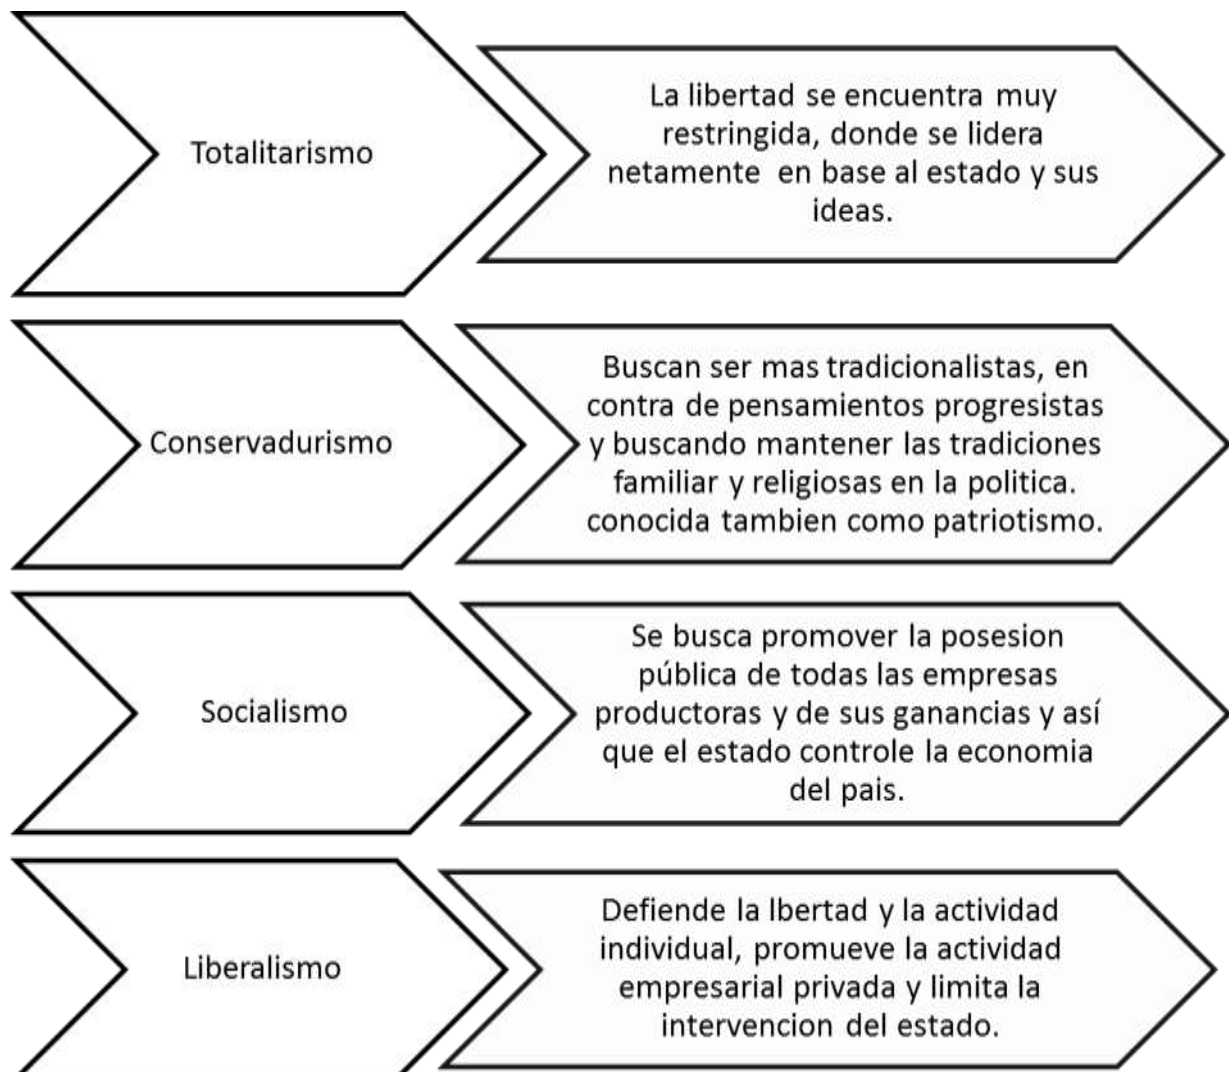 Totalitarismo
La libertad se encuentra muy
restringida, donde se lidera
netamente en base al estado y sus
ideas.
Conservadurismo
Buscan ser mas tradicionalistas, en
contra de pensamientos progresistas
y buscando mantener las tradiciones
familiar y religiosas en la politica.
conocida tambien como patriotismo.
Socialismo
Se busca promover la posesion
pública de todas las empresas
productoras y de sus ganancias y así
que el estado controle la economia
del pais.
Liberalismo
Defiende la lbertad y la actividad
individual, promueve la actividad
empresarial privada y limita la
intervencion del estado.